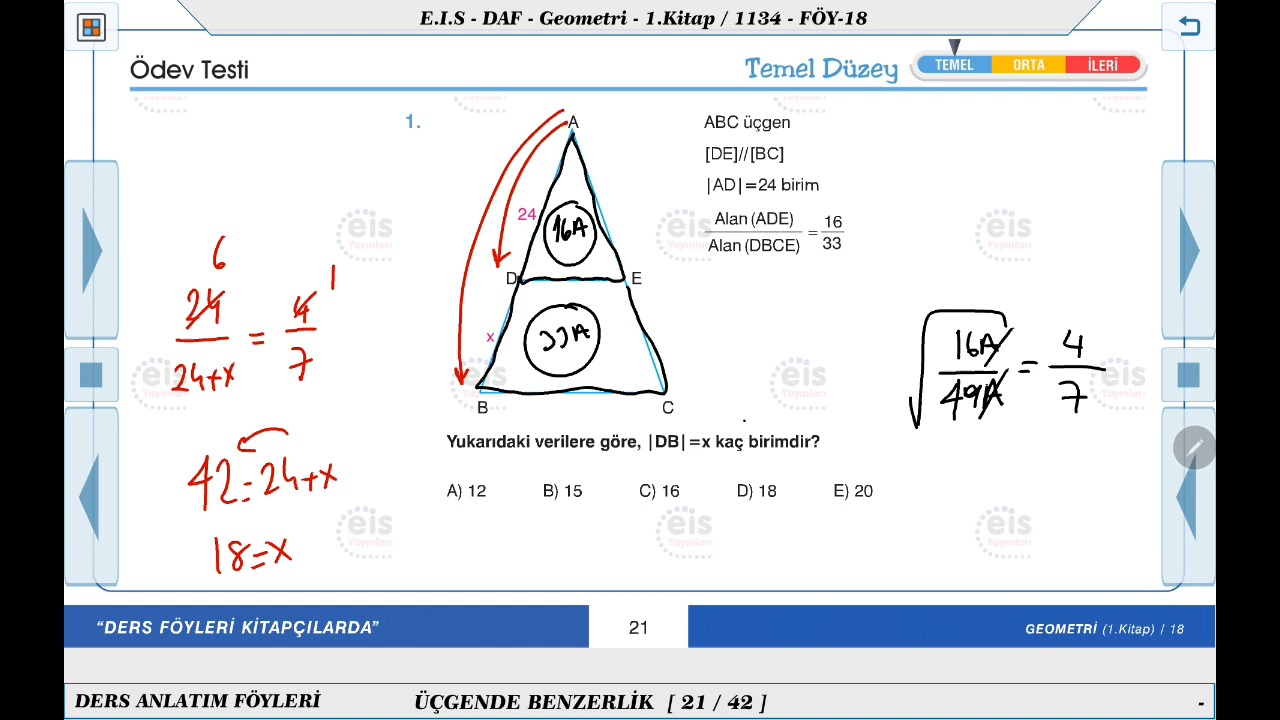 E.I.S - DAF - Geometri - 1.Kitap / 1134 - FÖY-18
Ödev Testi
Temel Düzey
TEMEL ORTA İLERİ
1.
A
24
16A
D E
x
33A
B C
ABC üçgen
[DE]//[BC]
|AD|=24 birim
Alan (ADE) / Alan (DBCE) = 16 / 33
6
24 / 24+x = 4 / 7
1
42=24+x
18=x
√16A / 49A = 4 / 7
Yukarıdaki verilere göre, |DB|=x kaç birimdir?
A) 12 B) 15 C) 16 D) 18 E) 20
eis Yayınları
"DERS FÖYLERİ KİTAPÇILARDA"
21
GEOMETRİ (1.Kitap) / 18
DERS ANLATIM FÖYLERİ
ÜÇGENDE BENZERLİK [ 21 / 42 ]
-